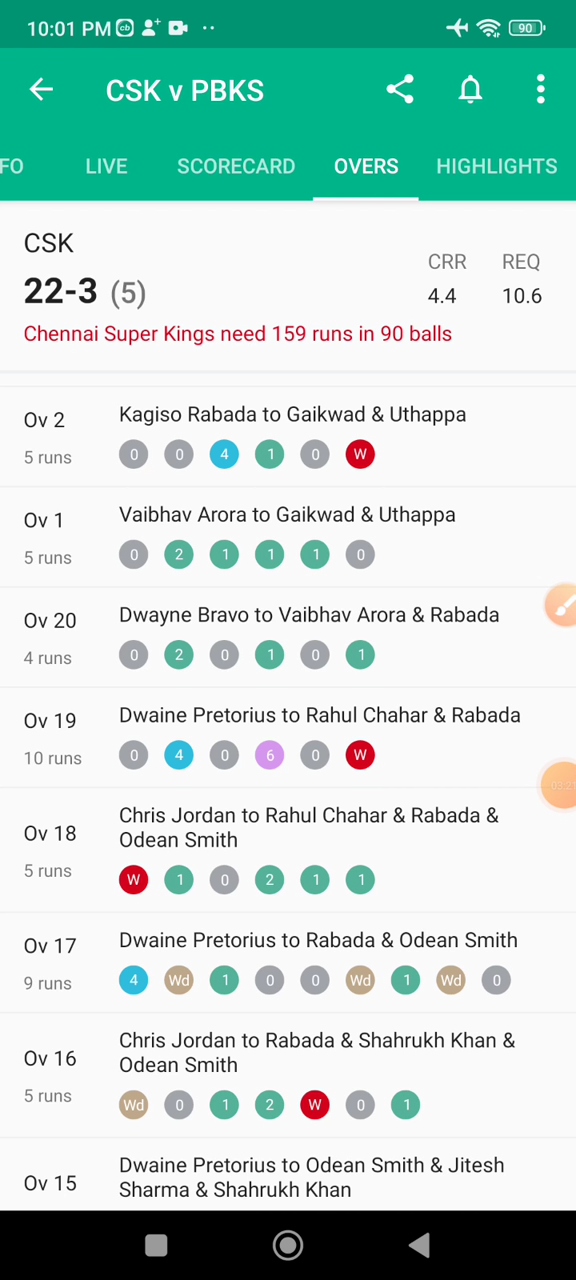 10:01 PM cb 90
CSK v PBKS
FO LIVE SCORECARD OVERS HIGHLIGHTS
CSK
CRR REQ
22-3 (5)
4.4 10.6
Chennai Super Kings need 159 runs in 90 balls
Ov 2
5 runs
Kagiso Rabada to Gaikwad & Uthappa
0 0 4 1 0 W
Ov 1
5 runs
Vaibhav Arora to Gaikwad & Uthappa
0 2 1 1 1 0
Ov 20
4 runs
Dwayne Bravo to Vaibhav Arora & Rabada
0 2 0 1 0 1
Ov 19
10 runs
Dwaine Pretorius to Rahul Chahar & Rabada
0 4 0 6 0 W
Ov 18
5 runs
Chris Jordan to Rahul Chahar & Rabada &
Odean Smith
W 1 0 2 1 1
Ov 17
9 runs
Dwaine Pretorius to Rabada & Odean Smith
4 Wd 1 0 0 Wd 1 Wd 0
Ov 16
5 runs
Chris Jordan to Rabada & Shahrukh Khan &
Odean Smith
Wd 0 1 2 W 0 1
Ov 15
Dwaine Pretorius to Odean Smith & Jitesh
Sharma & Shahrukh Khan